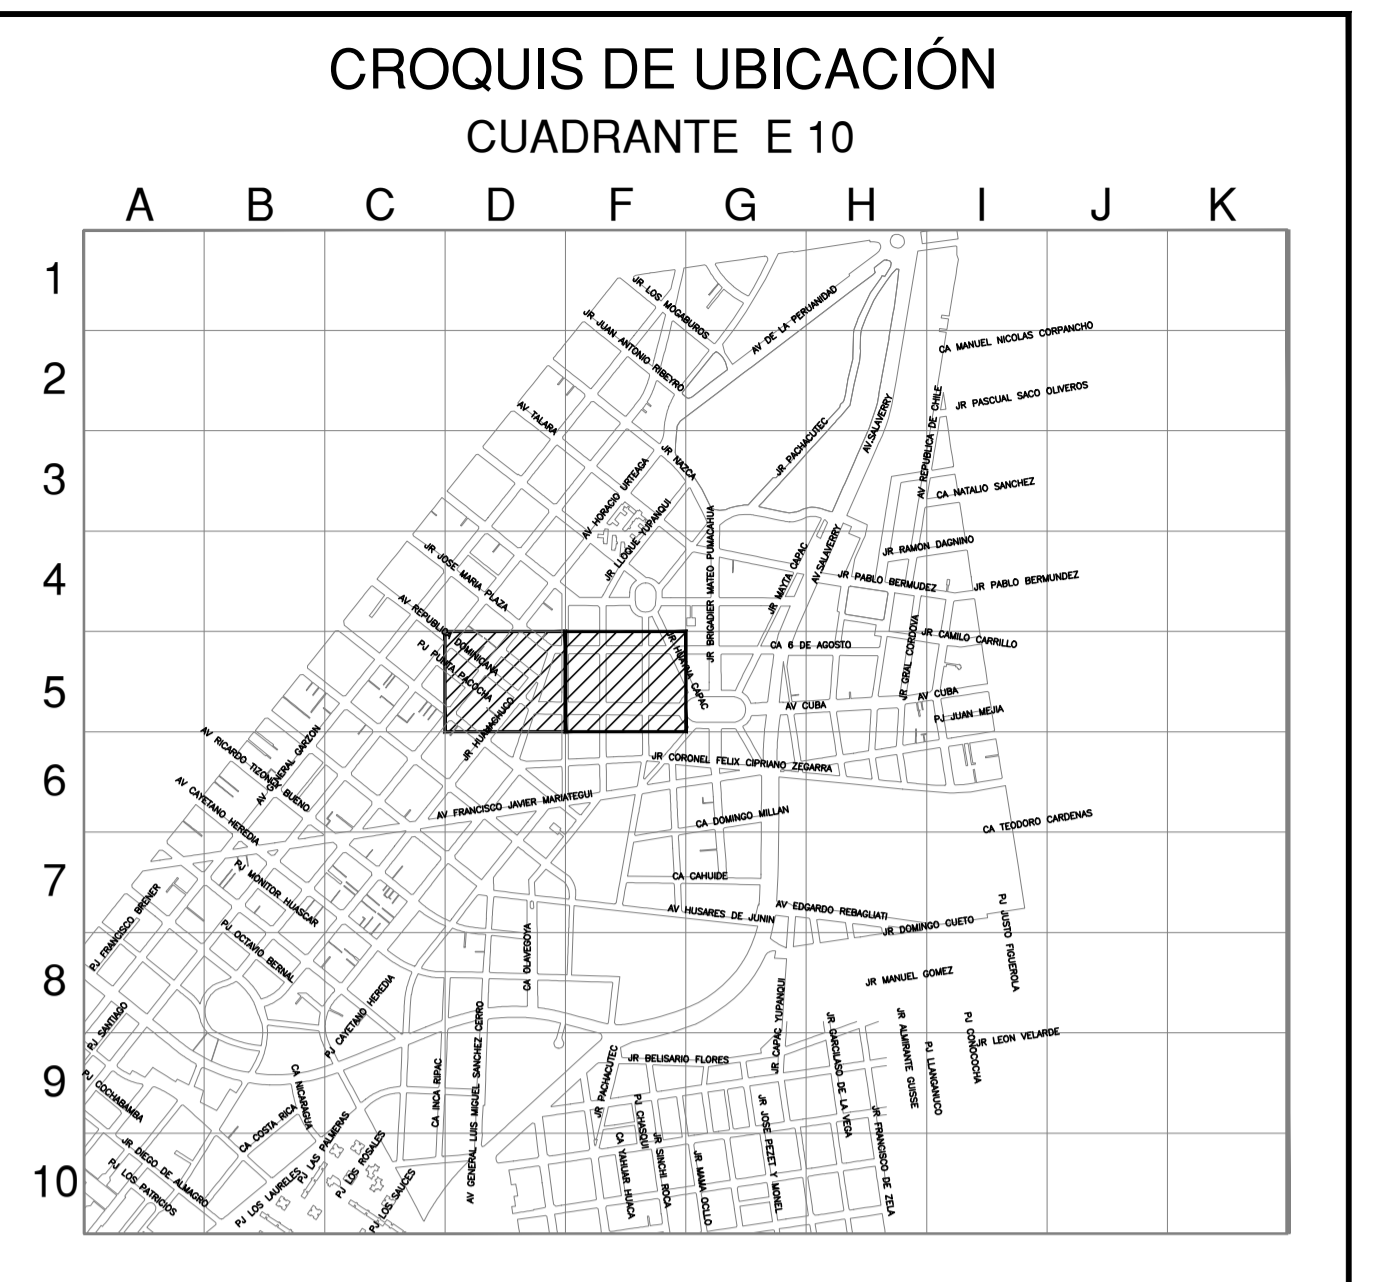 CROQUIS DE UBICACIÓN
CUADRANTE E 10
A B C D F G H I J K
1
JR LOS MOGABUROS
AV DE LA PERUANIDAD
JR JUAN ANTONIO RIBEYRO
CA MANUEL NICOLAS CORPANCHO
2
JR PASCUAL SACO OLIVEROS
AV TALARA
AV.SALAVERRY
AV REPUBLICA DE CHILE
JR PACHACUTEC
3
JR NAZCA
AV HORACIO URTEAGA
CA NATALIO SANCHEZ
JR LLOQUE YUPANQUI
JR BRIGADIER MATEO PUMACAHUA
JR RAMON DAGNINO
4
JR JOSE MARIA PLAZA
JR MAYTA CAPAC
AV.SALAVERRY
JR PABLO BERMUDEZ
JR PABLO BERMUNDEZ
AV REPUBLICA DOMINICANA
JR CAMILO CARRILLO
CA 6 DE AGOSTO
JR GRAL CORDOVA
PJ PUNTA PACOCHA
JR HUAYNA CAPAC
5
AV CUBA
AV CUBA
PJ JUAN MEJIA
JR HUAMACHUCO
AV RICARDO TIZONEY BUENO
AV GENERAL GARZON
JR CORONEL FELIX CIPRIANO ZEGARRA
6
AV CAYETANO HEREDIA
AV FRANCISCO JAVIER MARIATEGUI
CA DOMINGO MILLAN
CA TEODORO CARDENAS
7
PJ MONITOR HUASCAR
CA CAHUIDE
PJ FRANCISCO BRENER
AV HUSARES DE JUNIN
AV EDGARDO REBAGLIATI
JR DOMINGO CUETO
PJ JUSTO FIGUEROLA
PJ OCTAVIO BERNAL
CA OLAVEGOYA
8
JR MANUEL GOMEZ
PJ CAYETANO HEREDIA
PJ SANTIAGO
AV GENERAL LUIS MIGUEL SANCHEZ CERRO
JR CAPAC YUPANQUI
JR GARCILASO DE LA VEGA
JR ALMIRANTE GUISSE
PJ CONOCOCHA
JR LEON VELARDE
PJ LLANGANUCO
9
JR BELISARIO FLORES
JR PACHACUTEC
CA INCA RIPAC
PJ COCHABAMBA
CA NICARAGUA
CA COSTA RICA
PJ CHASQUI
JR JOSE PEZET Y MONEL
JR FRANCISCO DE ZELA
PJ LAS PALMERAS
PJ LOS ROSALES
JR DIEGO DE ALMAGRO
CA YAHUAR HUACA
JR SINCHI ROCA
JR MAMA OCLLO
10
PJ LOS PATRICIOS
PJ LOS LAURELES
PJ LOS SAUCES